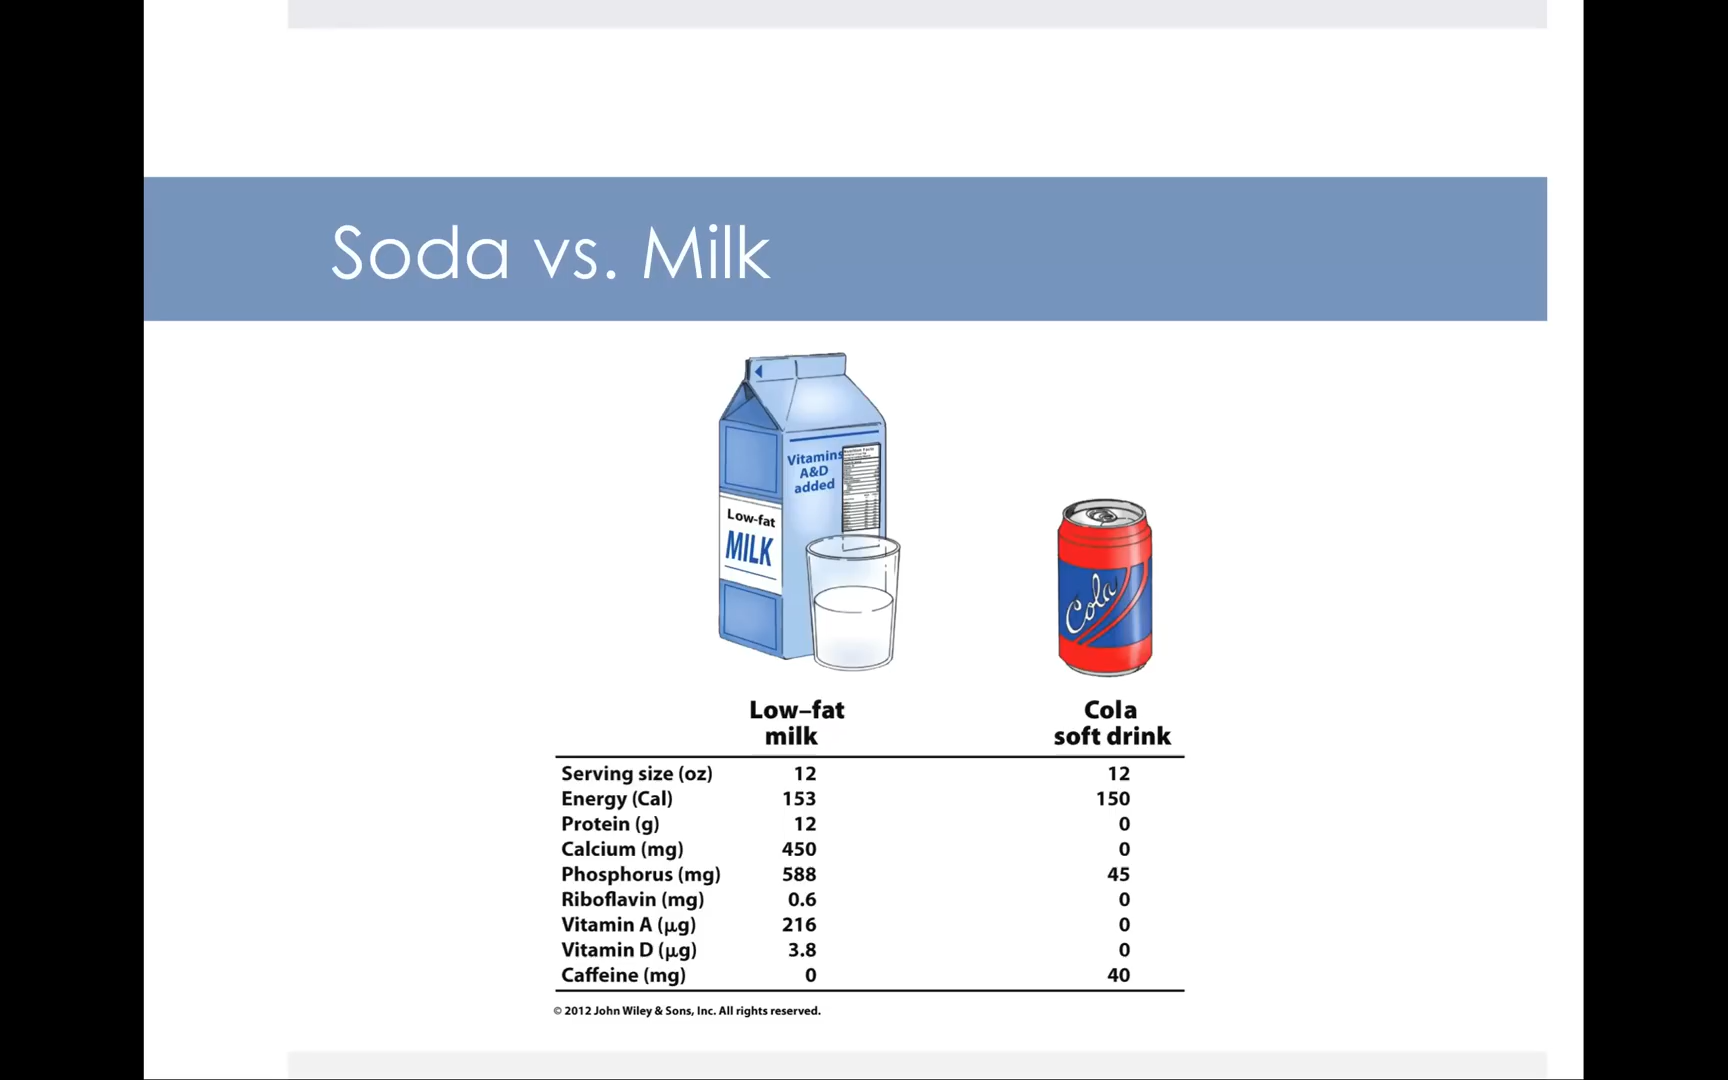 Soda vs. Milk
Vitamins
A&D
added
Low-fat
MILK
Cola
Low–fat milk
Cola soft drink
Serving size (oz) 12 12
Energy (Cal) 153 150
Protein (g) 12 0
Calcium (mg) 450 0
Phosphorus (mg) 588 45
Riboflavin (mg) 0.6 0
Vitamin A (μg) 216 0
Vitamin D (μg) 3.8 0
Caffeine (mg) 0 40
© 2012 John Wiley & Sons, Inc. All rights reserved.